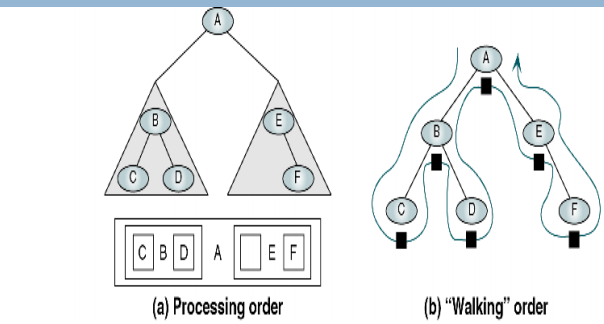 A
B
E
C
D
F
C B D A E F
(a) Processing order
A
B
E
C
D
F
(b) "Walking" order